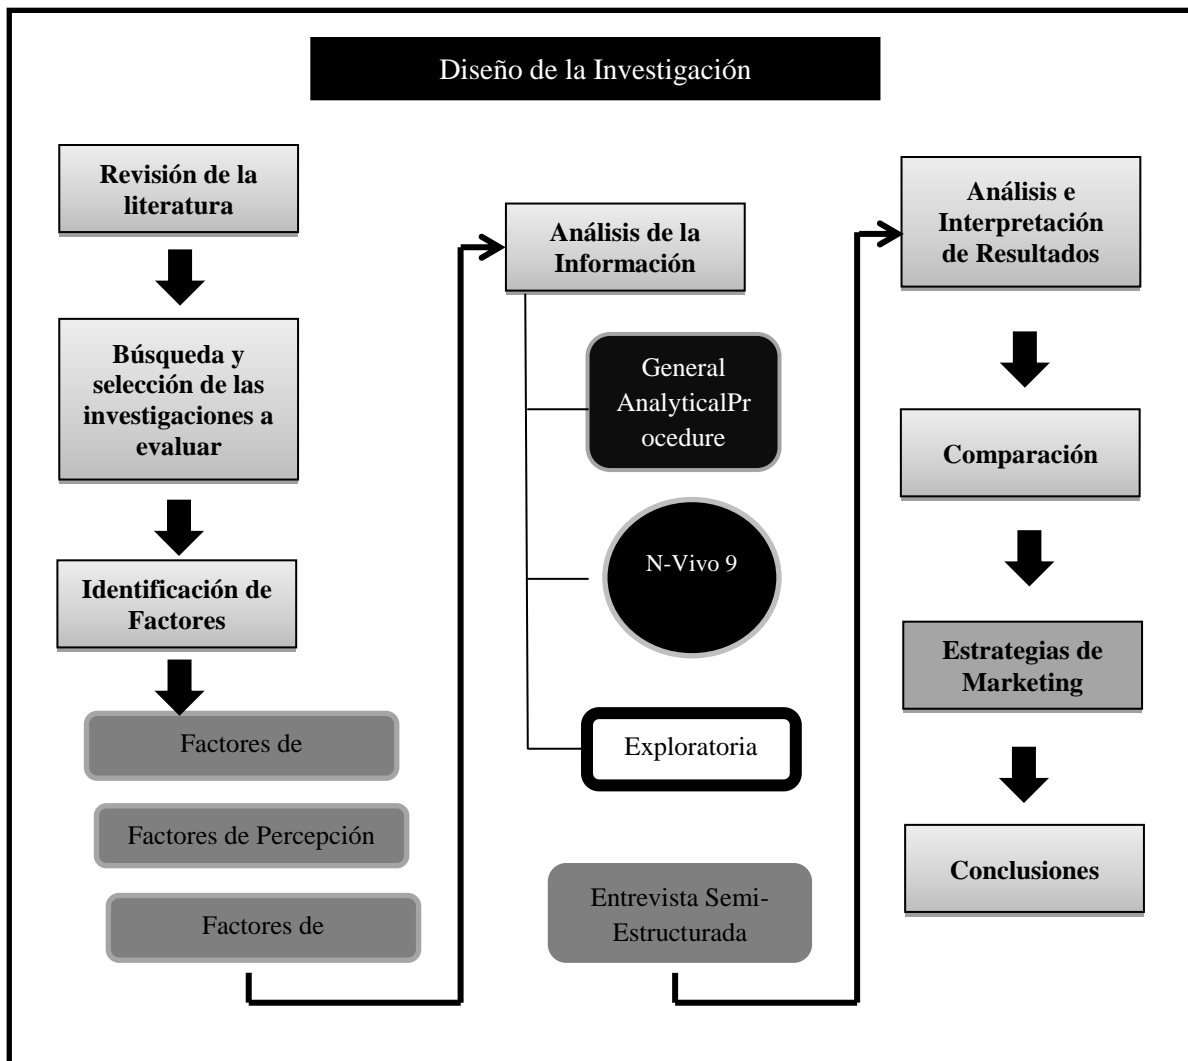 Diseño de la Investigación
Revisión de la
literatura
Búsqueda y
selección de las
investigaciones a
evaluar
Identificación de
Factores
Factores de
Factores de Percepción
Factores de
Análisis de la
Información
General
AnalyticalPr
ocedure
N-Vivo 9
Exploratoria
Entrevista Semi-
Estructurada
Análisis e
Interpretación
de Resultados
Comparación
Estrategias de
Marketing
Conclusiones